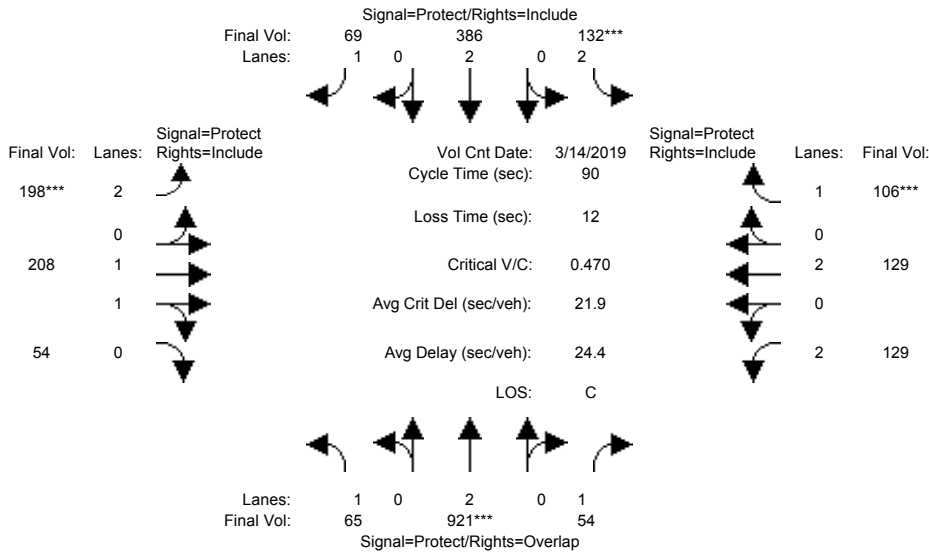 Signal=Protect/Rights=Include
Final Vol: 69 386 132***
Lanes: 1 0 2 0 2
Signal=Protect Signal=Protect
Final Vol: Lanes: Rights=Include Vol Cnt Date: 3/14/2019 Rights=Include Lanes: Final Vol:
Cycle Time (sec): 90
198*** 2 1 106***
Loss Time (sec): 12
0 0
208 1 Critical V/C: 0.470 2 129
1 Avg Crit Del (sec/veh): 21.9 0
54 0 Avg Delay (sec/veh): 24.4 2 129
LOS: C
Lanes: 1 0 2 0 1
Final Vol: 65 921*** 54
Signal=Protect/Rights=Overlap